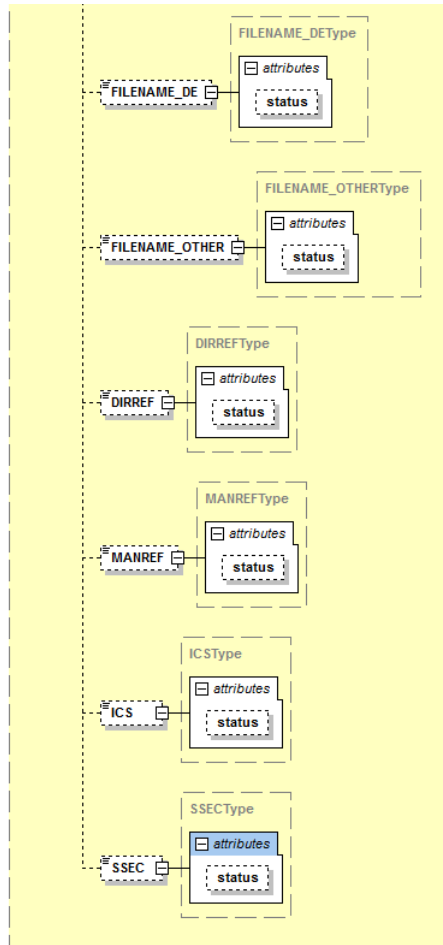 FILENAME_DEType
attributes
FILENAME_DE
status
FILENAME_OTHERType
attributes
FILENAME_OTHER
status
DIRREFType
attributes
DIRREF
status
MANREFType
attributes
MANREF
status
ICSType
attributes
ICS
status
SSECType
attributes
SSEC
status